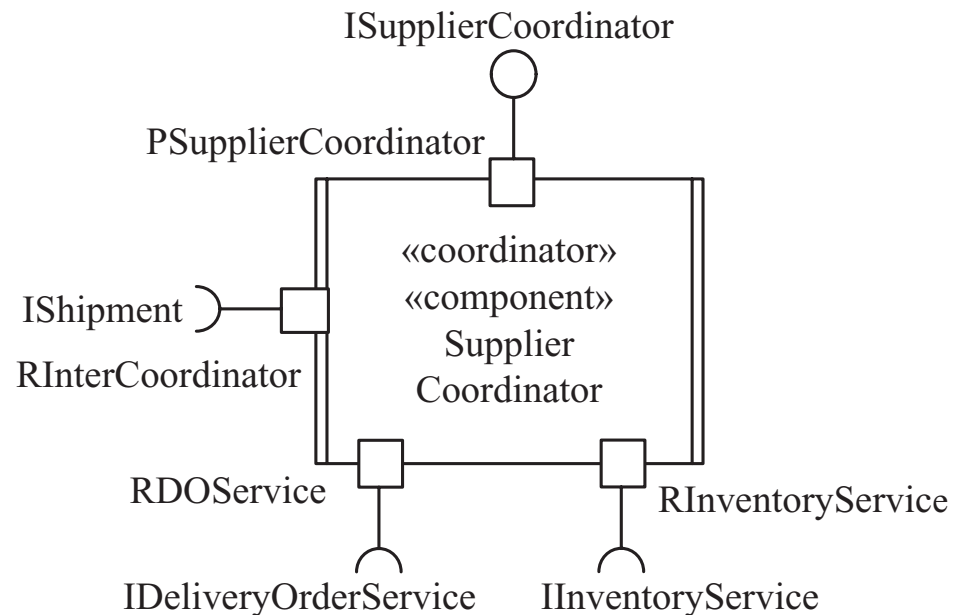 ISupplierCoordinator
PSupplierCoordinator
«coordinator»
«component»
Supplier
Coordinator
IShipment
RInterCoordinator
RDOService
RInventoryService
IDeliveryOrderService
IInventoryService